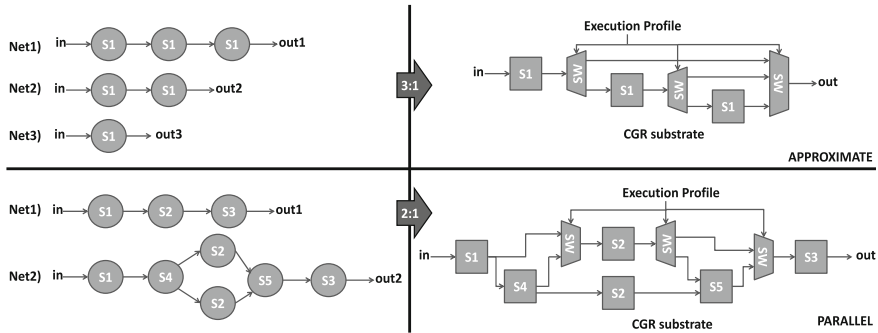 Net1) in S1 S1 S1 out1
Net2) in S1 S1 out2
Net3) in S1 out3
3:1
Execution Profile
in S1 SW S1 SW S1 SW out
CGR substrate
APPROXIMATE
Net1) in S1 S2 S3 out1
Net2) in S1 S4 S2 S2 S5 S3 out2
2:1
Execution Profile
in S1 SW S2 SW SW S3 out
S4 S2 S5
CGR substrate
PARALLEL